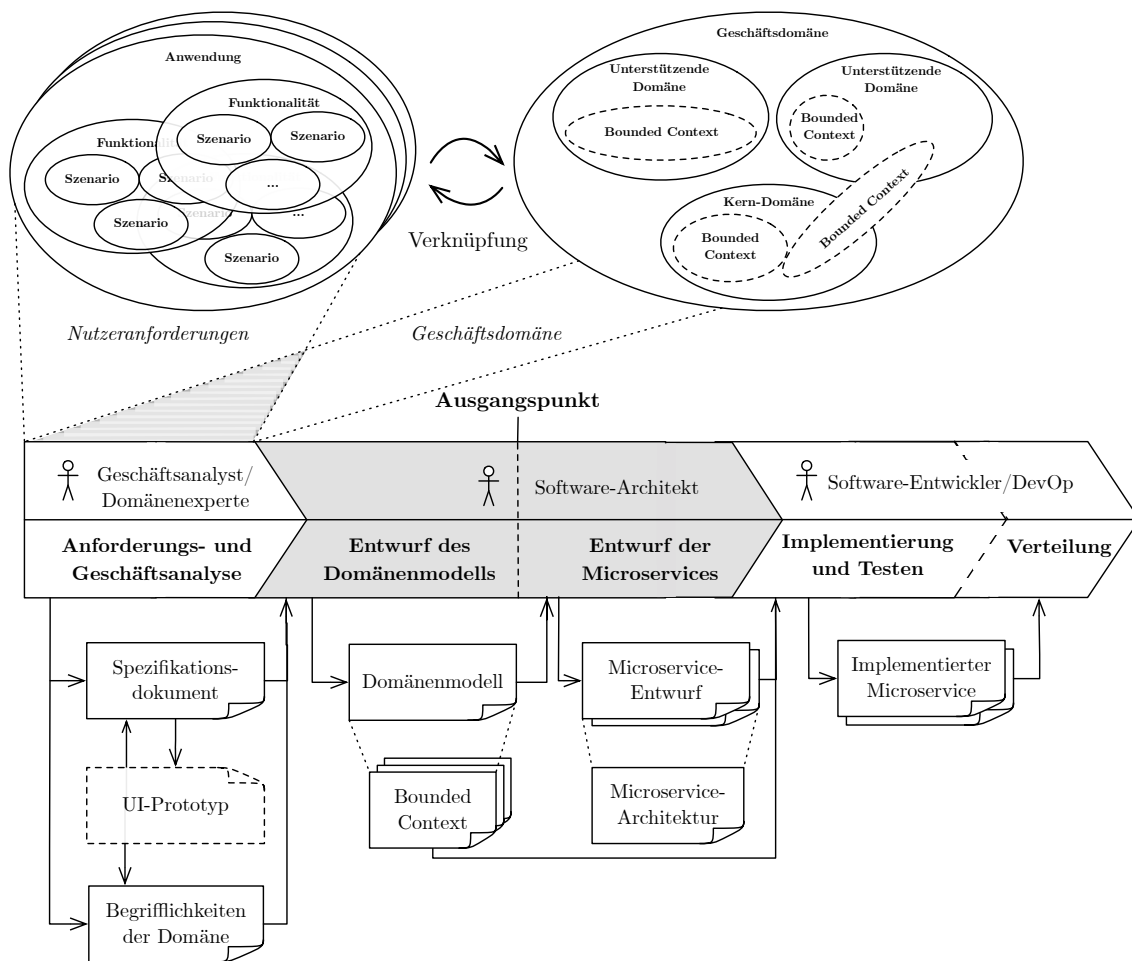 Anwendung
Funktionalität
Szenario
Szenario
...
Funktionalit
Szenario
Szenario
Szenario
Szenario
...
Szenario
Verknüpfung
Geschäftsdomäne
Unterstützende
Domäne
Bounded Context
Unterstützende
Domäne
Bounded
Context
Kern-Domäne
Bounded
Context
Bounded Context
Nutzeranforderungen
Geschäftsdomäne
Ausgangspunkt
Geschäftsanalyst/
Domänenexperte
Software-Architekt
Software-Entwickler/DevOp
Anforderungs- und
Geschäftsanalyse
Entwurf des
Domänenmodells
Entwurf der
Microservices
Implementierung
und Testen
Verteilung
Spezifikations-
dokument
UI-Prototyp
Begrifflichkeiten
der Domäne
Domänenmodell
Bounded
Context
Microservice-
Entwurf
Microservice-
Architektur
Implementierter
Microservice